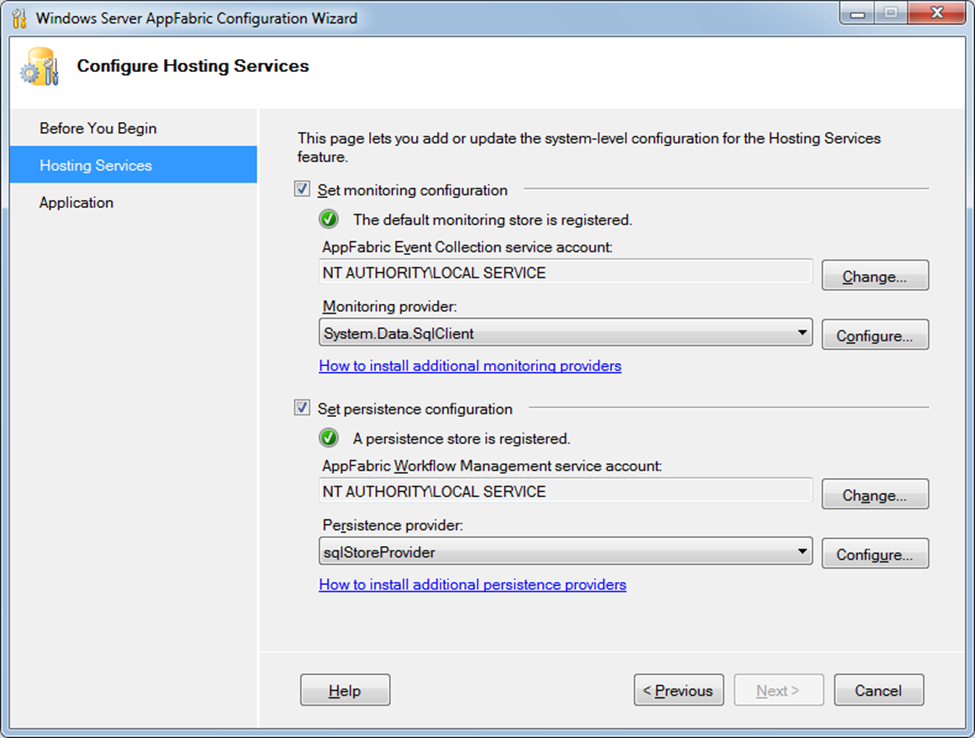 Windows Server AppFabric Configuration Wizard
Configure Hosting Services
Before You Begin
Hosting Services
Application
This page lets you add or update the system-level configuration for the Hosting Services
feature.
Set monitoring configuration
The default monitoring store is registered.
AppFabric Event Collection service account:
NT AUTHORITY\LOCAL SERVICE
Change...
Monitoring provider:
System.Data.SqlClient
Configure...
How to install additional monitoring providers
Set persistence configuration
A persistence store is registered.
AppFabric Workflow Management service account:
NT AUTHORITY\LOCAL SERVICE
Change...
Persistence provider:
sqlStoreProvider
Configure...
How to install additional persistence providers
Help
< Previous
Next >
Cancel